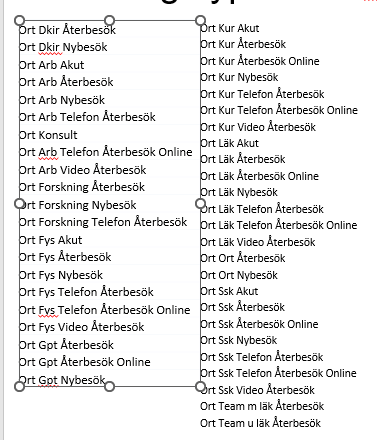 Ort Dkir Återbesök
Ort Dkir Nybesök
Ort Arb Akut
Ort Arb Återbesök
Ort Arb Nybesök
Ort Arb Telefon Återbesök
Ort Konsult
Ort Arb Telefon Återbesök Online
Ort Arb Video Återbesök
Ort Forskning Återbesök
Ort Forskning Nybesök
Ort Forskning Telefon Återbesök
Ort Fys Akut
Ort Fys Återbesök
Ort Fys Nybesök
Ort Fys Telefon Återbesök
Ort Fys Telefon Återbesök Online
Ort Fys Video Återbesök
Ort Gpt Återbesök
Ort Gpt Återbesök Online
Ort Gpt Nybesök
Ort Kur Akut
Ort Kur Återbesök
Ort Kur Återbesök Online
Ort Kur Nybesök
Ort Kur Telefon Återbesök
Ort Kur Telefon Återbesök Online
Ort Kur Video Återbesök
Ort Läk Akut
Ort Läk Återbesök
Ort Läk Återbesök Online
Ort Läk Nybesök
Ort Läk Telefon Återbesök
Ort Läk Telefon Återbesök Online
Ort Läk Video Återbesök
Ort Ort Återbesök
Ort Ort Nybesök
Ort Ssk Akut
Ort Ssk Återbesök
Ort Ssk Återbesök Online
Ort Ssk Nybesök
Ort Ssk Telefon Återbesök
Ort Ssk Telefon Återbesök Online
Ort Ssk Video Återbesök
Ort Team m läk Återbesök
Ort Team u läk Återbesök